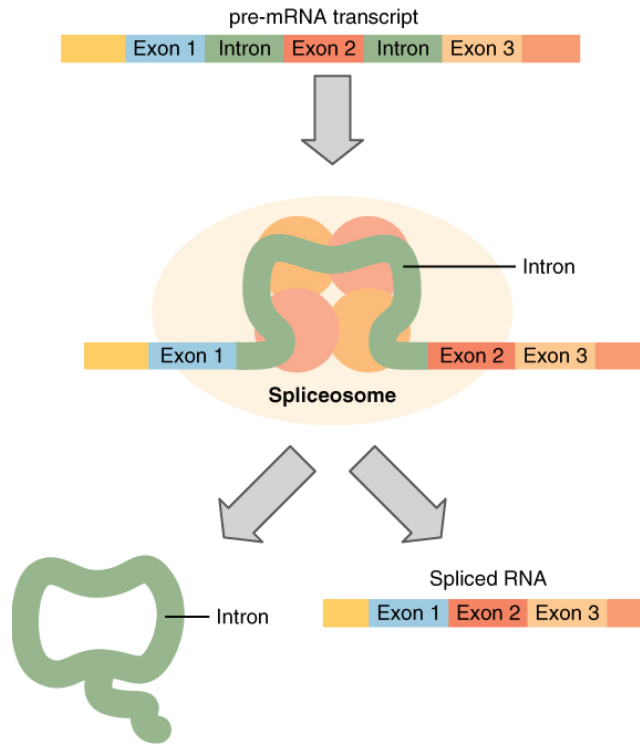 pre-mRNA transcript
Exon 1 Intron Exon 2 Intron Exon 3
Intron
Exon 1 Exon 2 Exon 3
Spliceosome
Spliced RNA
Intron
Exon 1 Exon 2 Exon 3